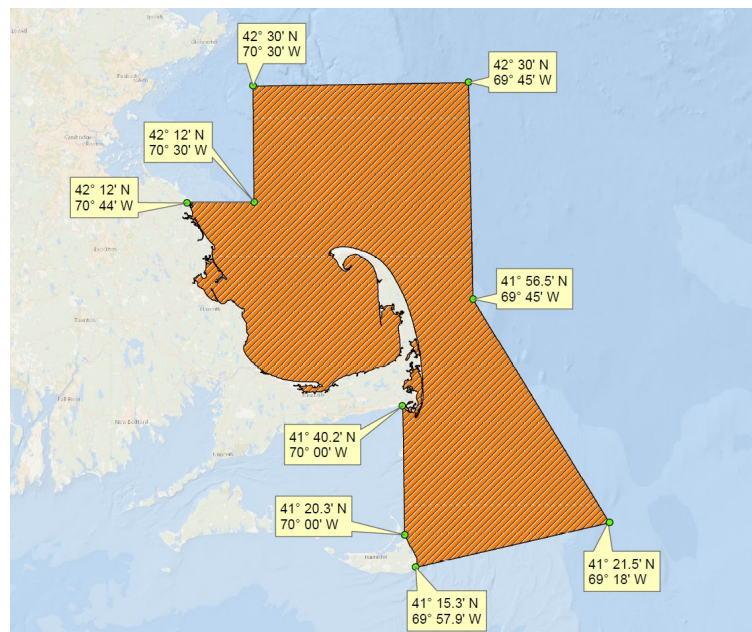 42° 30' N
70° 30' W
42° 30' N
69° 45' W
42° 12' N
70° 30' W
42° 12' N
70° 44' W
41° 56.5' N
69° 45' W
41° 40.2' N
70° 00' W
41° 20.3' N
70° 00' W
41° 21.5' N
69° 18' W
41° 15.3' N
69° 57.9' W